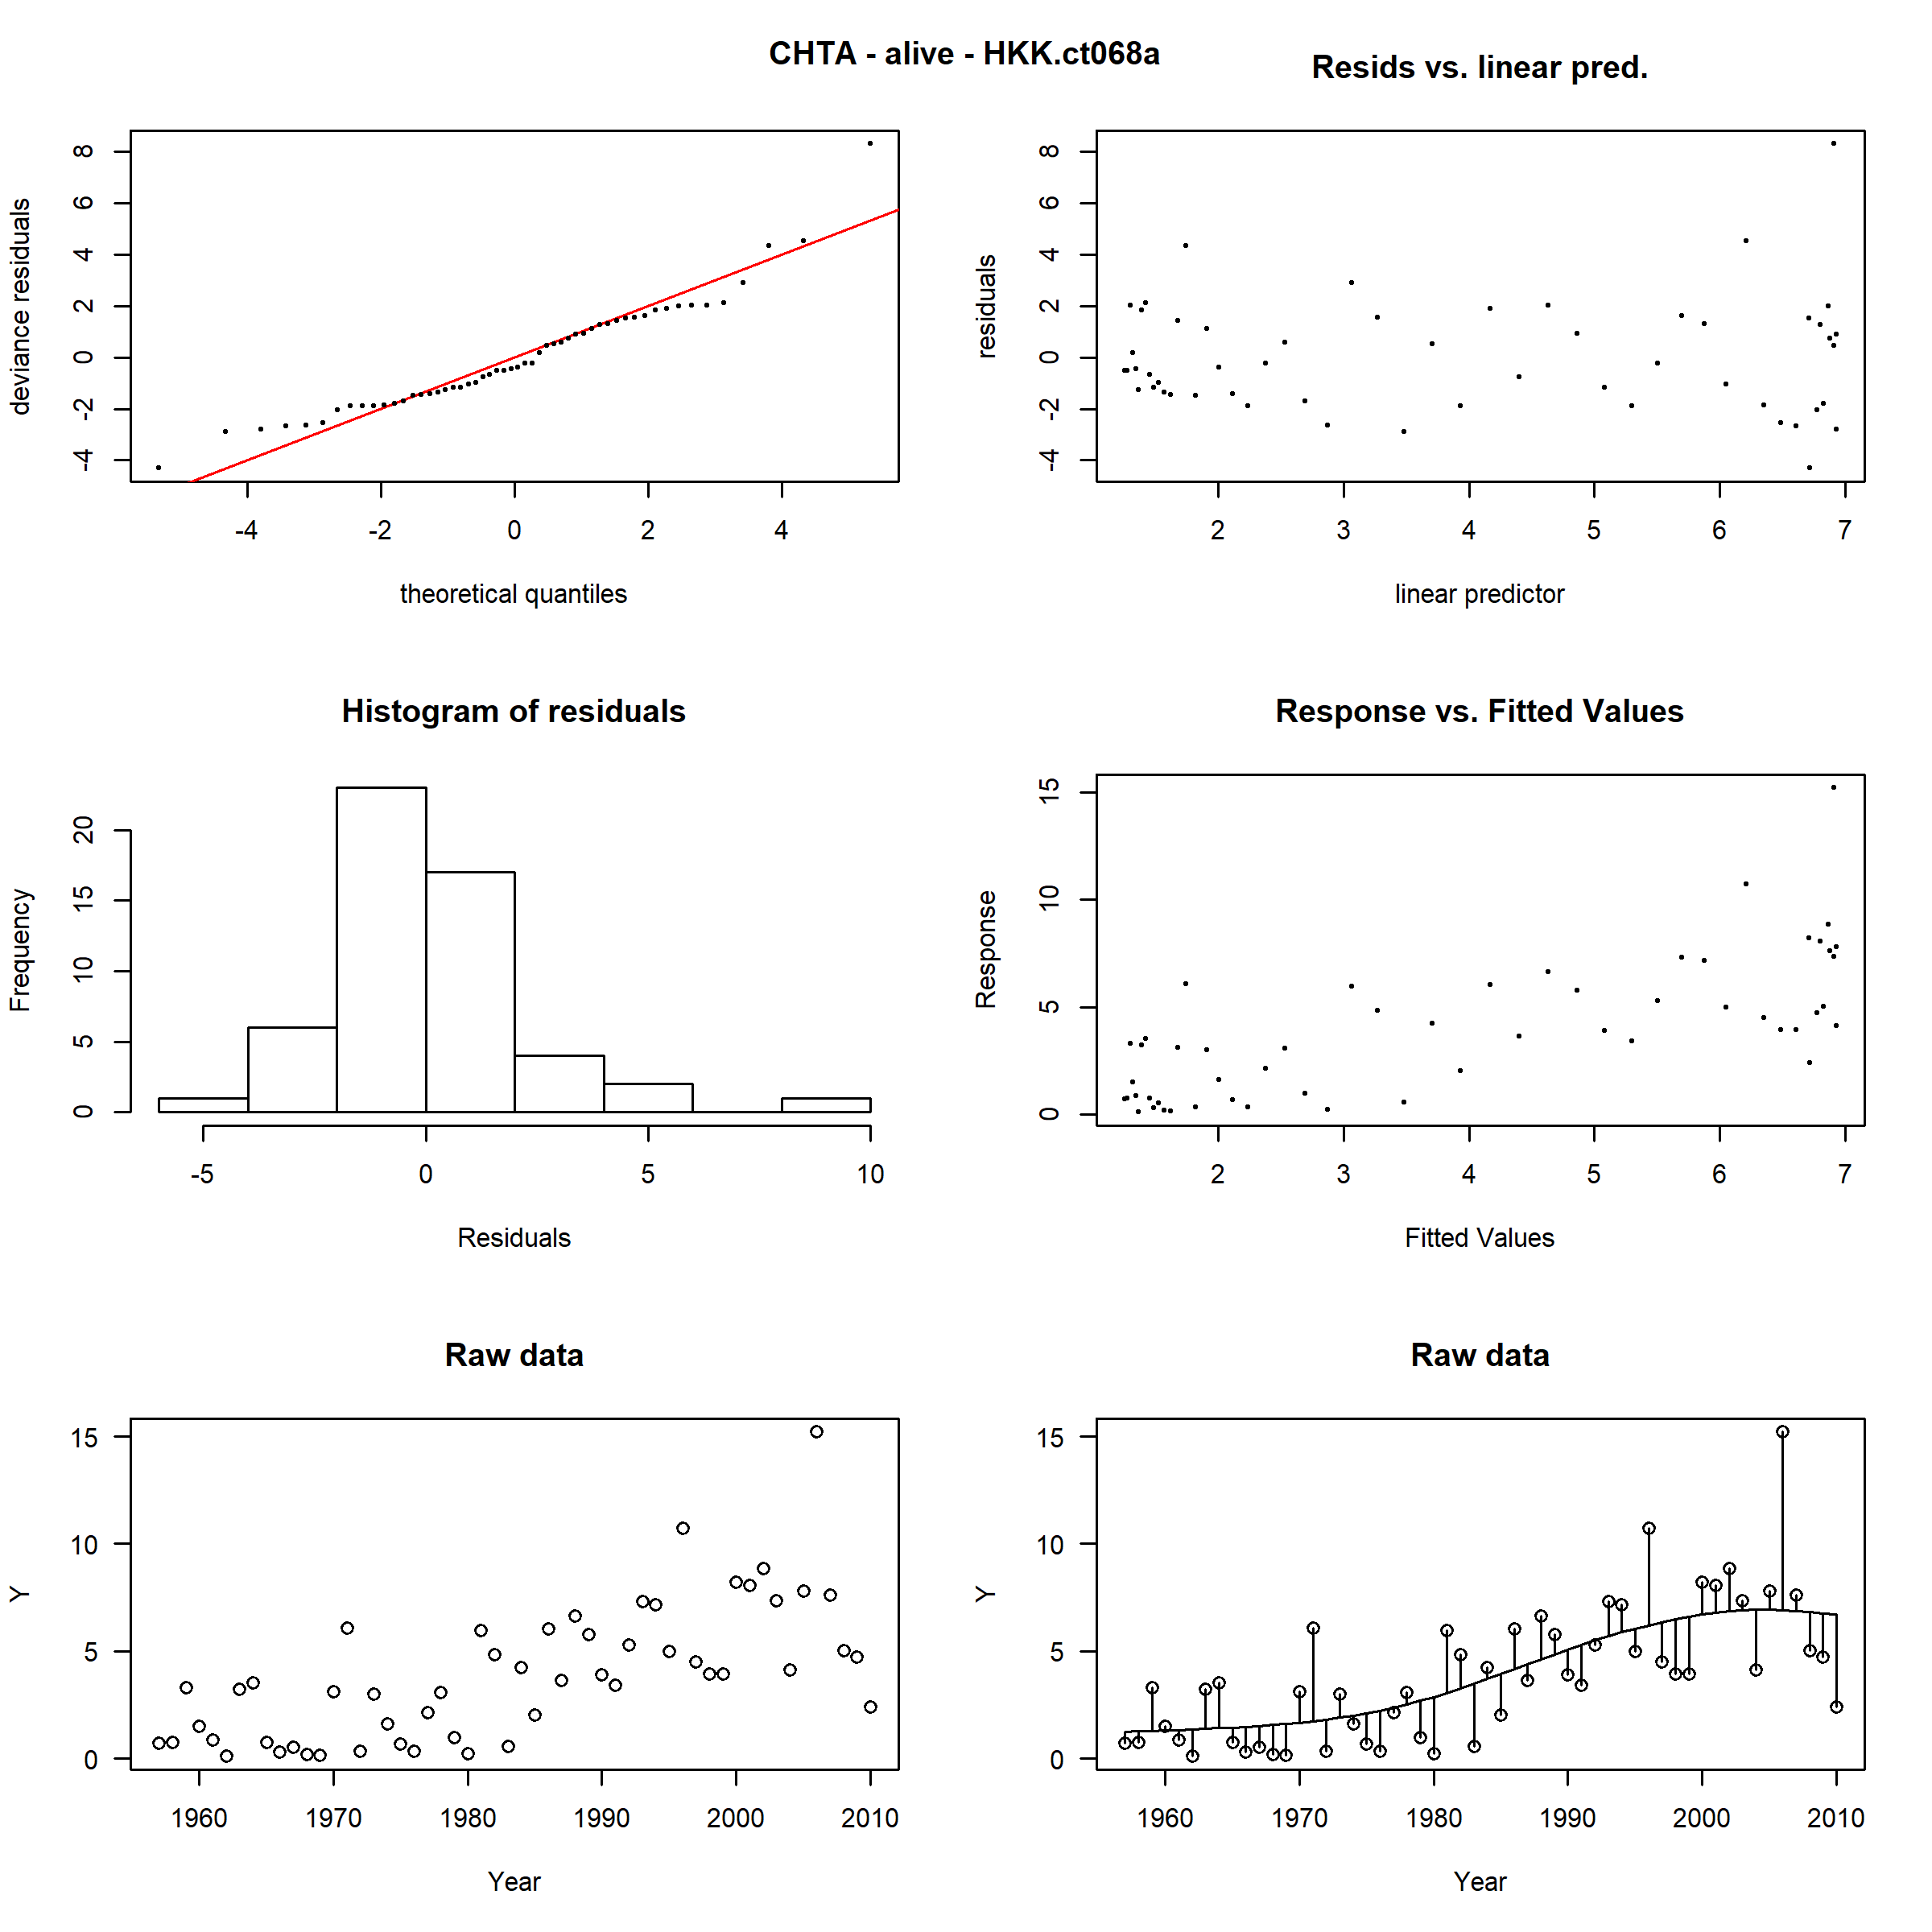 CHTA - alive - HKK.ct068a
Resids vs. linear pred.
deviance residuals
-4 -2 0 2 4 6 8
-4 -2 0 2 4
theoretical quantiles
residuals
-4 -2 0 2 4 6 8
2 3 4 5 6 7
linear predictor
Histogram of residuals
Frequency
0 5 10 15 20
-5 0 5 10
Residuals
Response vs. Fitted Values
Response
0 5 10 15
2 3 4 5 6 7
Fitted Values
Raw data
Y
15
10
5
0
1960 1970 1980 1990 2000 2010
Year
Raw data
Y
15
10
5
0
1960 1970 1980 1990 2000 2010
Year